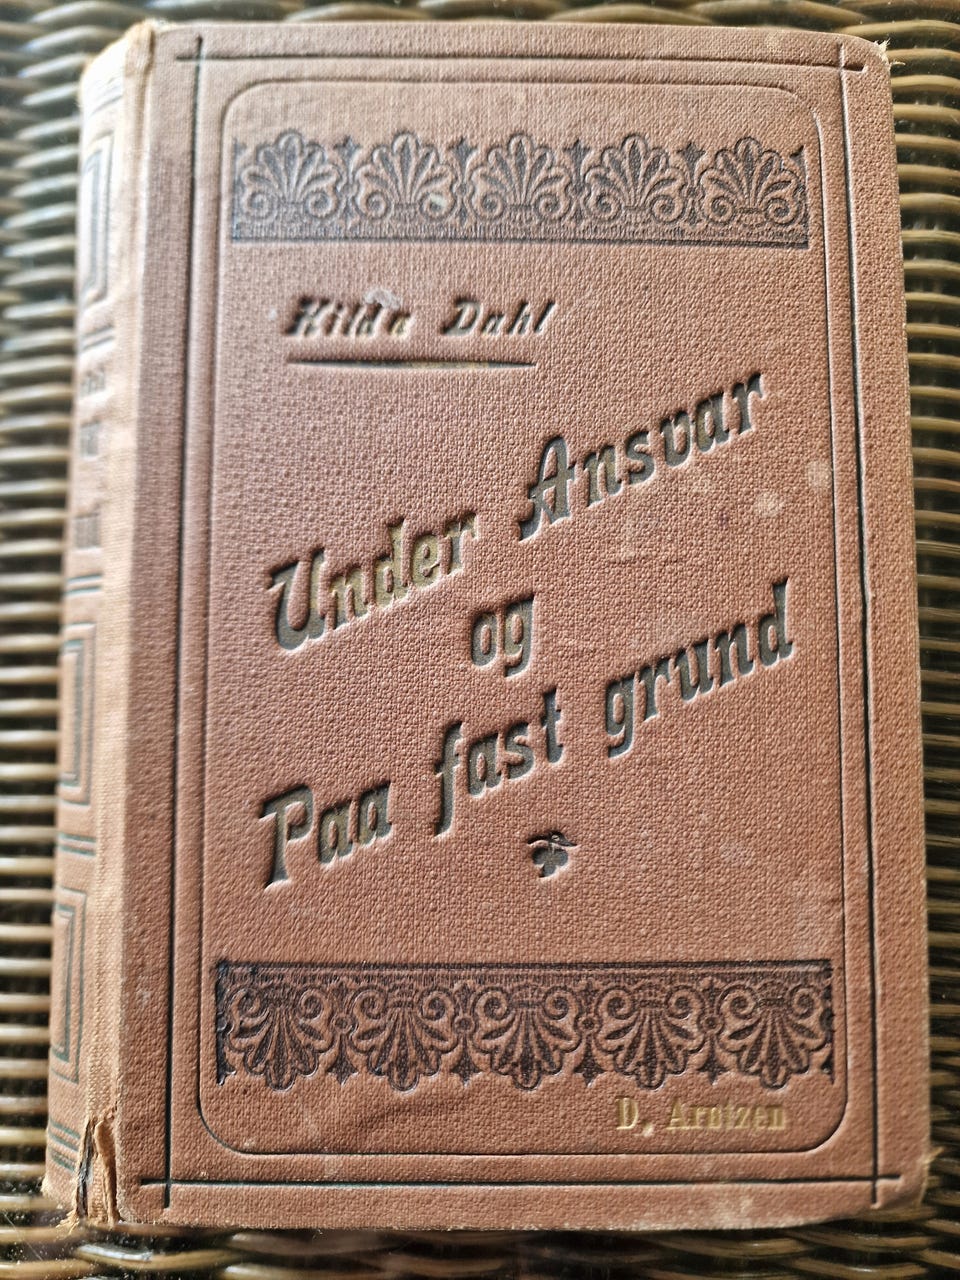 Hilda Dahl
Under Ansvar
og
Paa fast grund
D. Arntzen